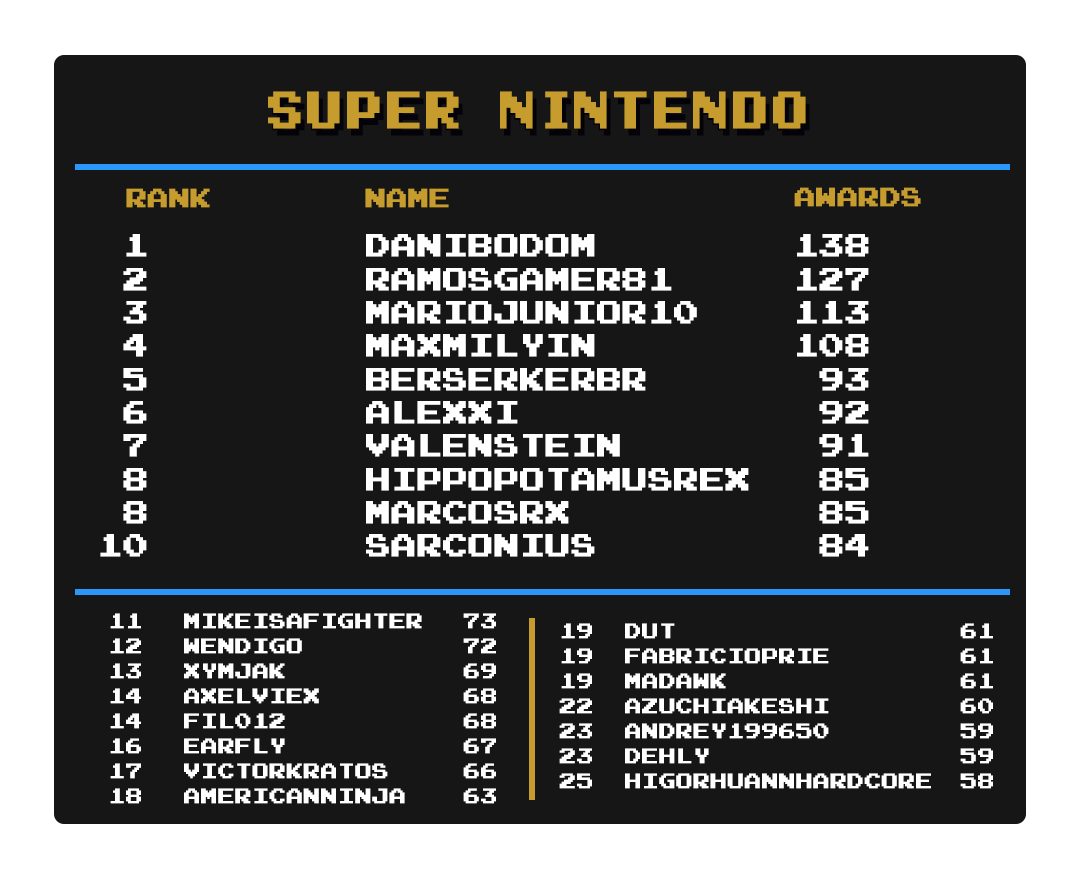 SUPER NINTENDO
RANK NAME AWARDS
1 DANIBODOM 138
2 RAMOSGAMER81 127
3 MARIOJUNIOR10 113
4 MAXMILYIN 108
5 BERSERKERBR 93
6 ALEXXI 92
7 VALENSTEIN 91
8 HIPPOPOTAMUSREX 85
8 MARCOSRX 85
10 SARCONIUS 84
11 MIKEISAFIGHTER 73
12 WENDIGO 72
13 XYMJAK 69
14 AXELVIEX 68
14 FILO12 68
16 EARFLY 67
17 VICTORKRATOS 66
18 AMERICANNINJA 63
19 DUT 61
19 FABRICIOPRIE 61
19 MADAWK 61
22 AZUCHIAKESHI 60
23 ANDREY199650 59
23 DEHLY 59
25 HIGORHUANNHARDCORE 58